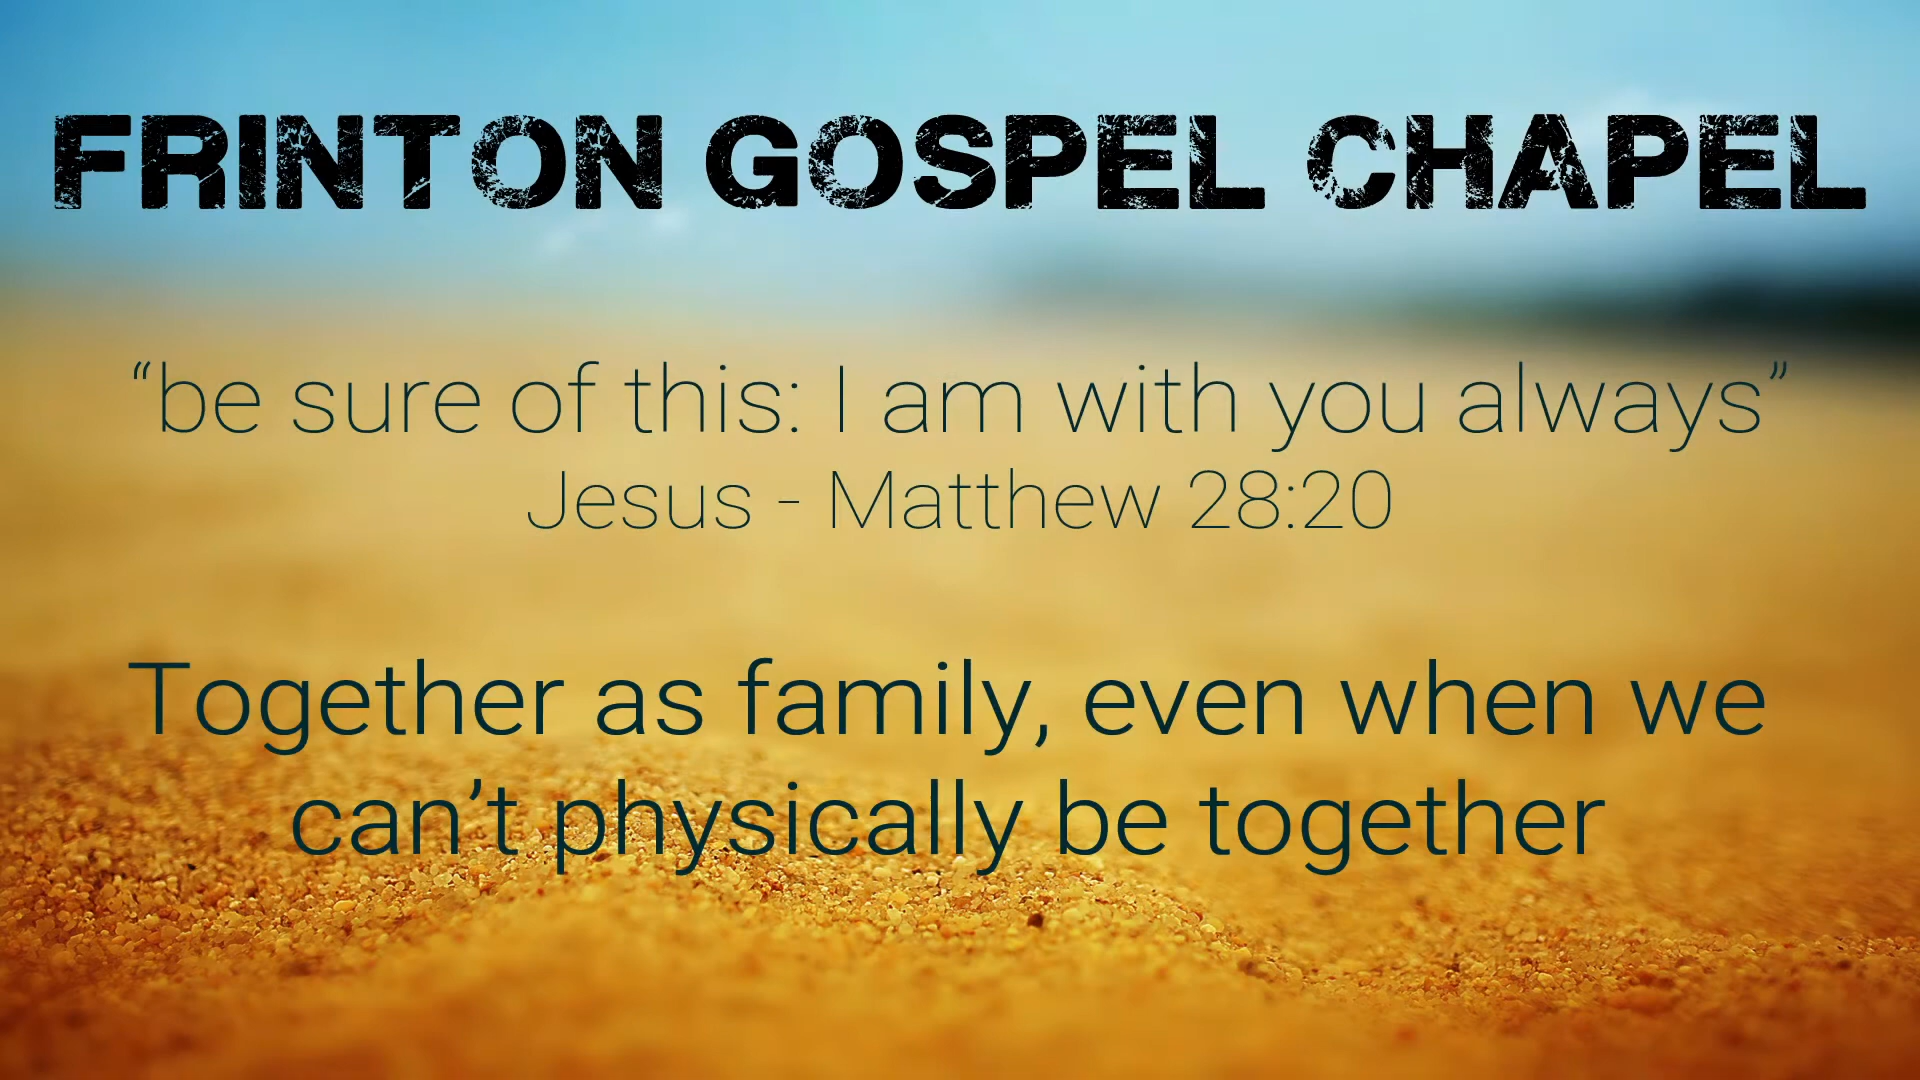 FRINTON GOSPEL CHAPEL
“be sure of this: I am with you always”
Jesus - Matthew 28:20
Together as family, even when we
can’t physically be together